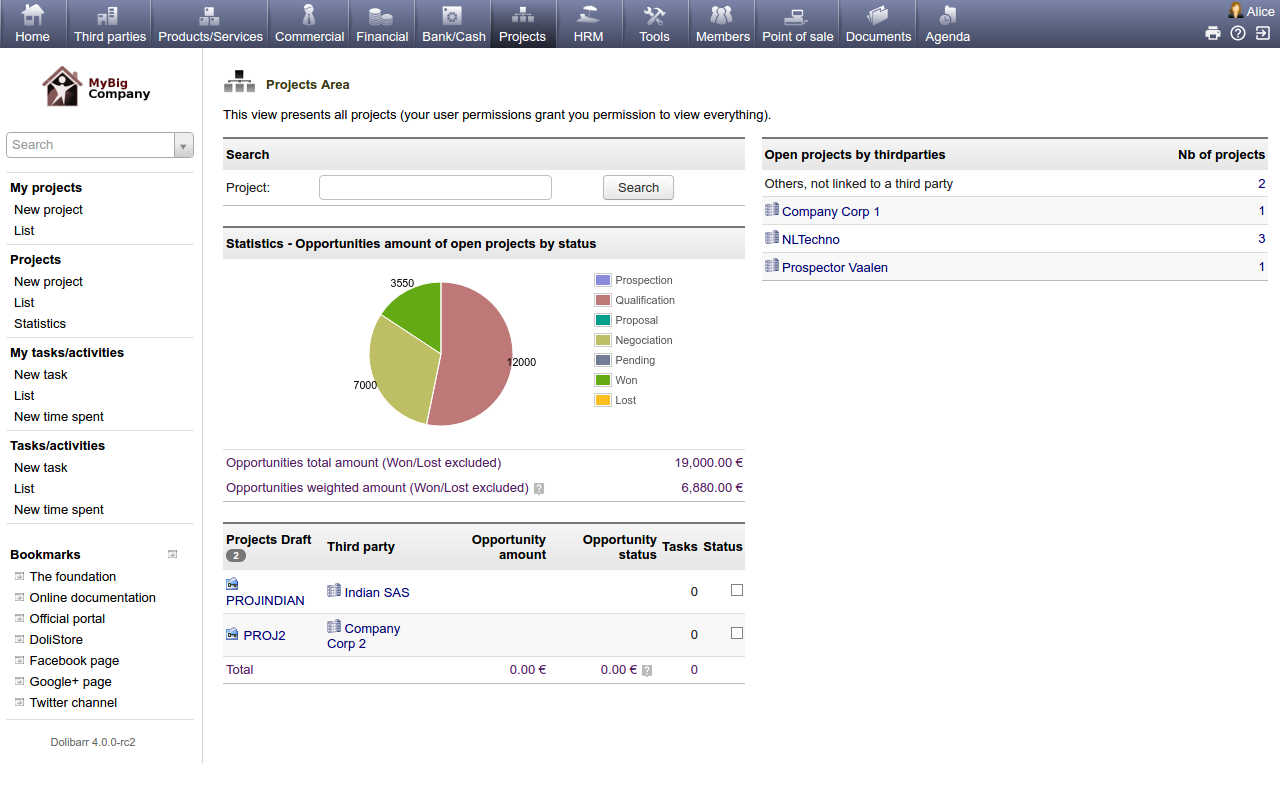 Home
Third parties
Products/Services
Commercial
Financial
Bank/Cash
Projects
HRM
Tools
Members
Point of sale
Documents
Agenda
Alice
MyBig
Company
Search
My projects
New project
List
Projects
New project
List
Statistics
My tasks/activities
New task
List
New time spent
Tasks/activities
New task
List
New time spent
Bookmarks
The foundation
Online documentation
Official portal
DoliStore
Facebook page
Google+ page
Twitter channel
Dolibarr 4.0.0-rc2
Projects Area
This view presents all projects (your user permissions grant you permission to view everything).
Search
Project:
Search
Statistics - Opportunities amount of open projects by status
3550
12000
7000
Prospection
Qualification
Proposal
Negociation
Pending
Won
Lost
Opportunities total amount (Won/Lost excluded) 19,000.00 €
Opportunities weighted amount (Won/Lost excluded) ? 6,880.00 €
Projects Draft 2 Third party Opportunity amount Opportunity status Tasks Status
PROJINDIAN Indian SAS 0
PROJ2 Company Corp 2 0
Total 0.00 € 0.00 € ? 0
Open projects by thirdparties Nb of projects
Others, not linked to a third party 2
Company Corp 1 1
NLTechno 3
Prospector Vaalen 1